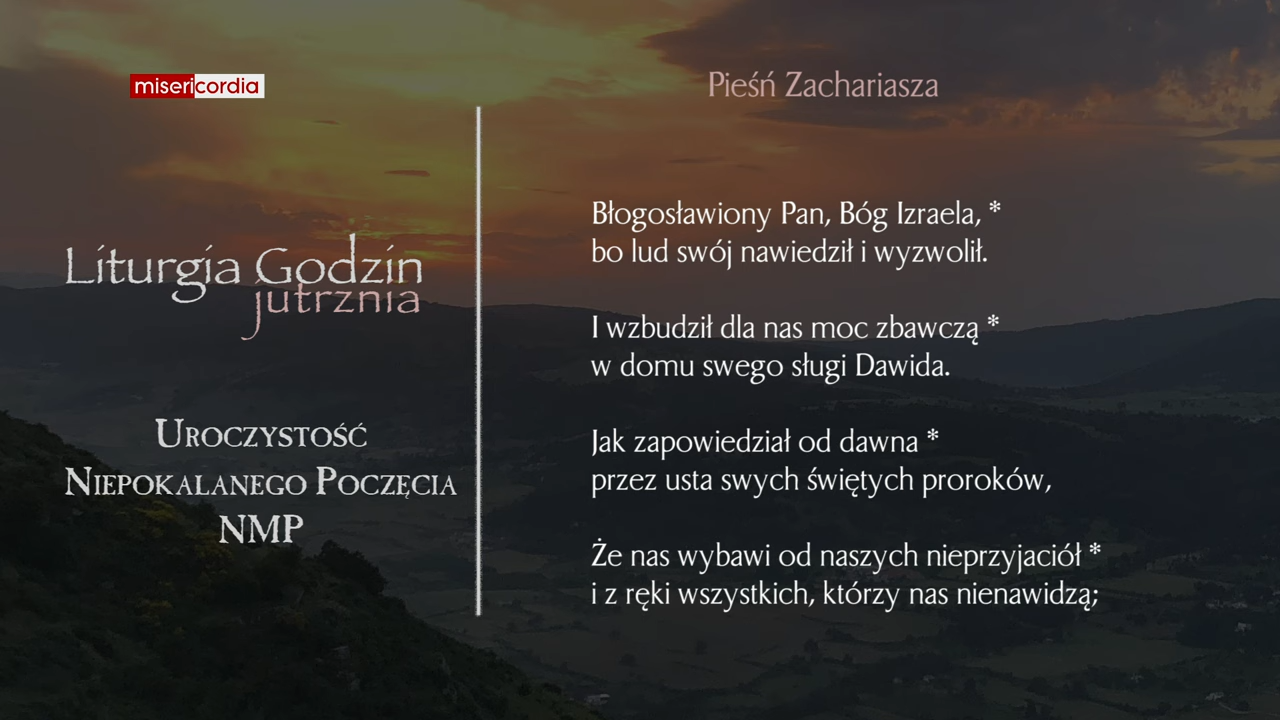 misericordia
Liturgia Godzin
jutrznia
Uroczystość
Niepokalanego Poczęcia
NMP
Pieśń Zachariasza
Błogosławiony Pan, Bóg Izraela, *
bo lud swój nawiedził i wyzwolił.
I wzbudził dla nas moc zbawczą *
w domu swego sługi Dawida.
Jak zapowiedział od dawna *
przez usta swych świętych proroków,
Że nas wybawi od naszych nieprzyjaciół *
i z ręki wszystkich, którzy nas nienawidzą;